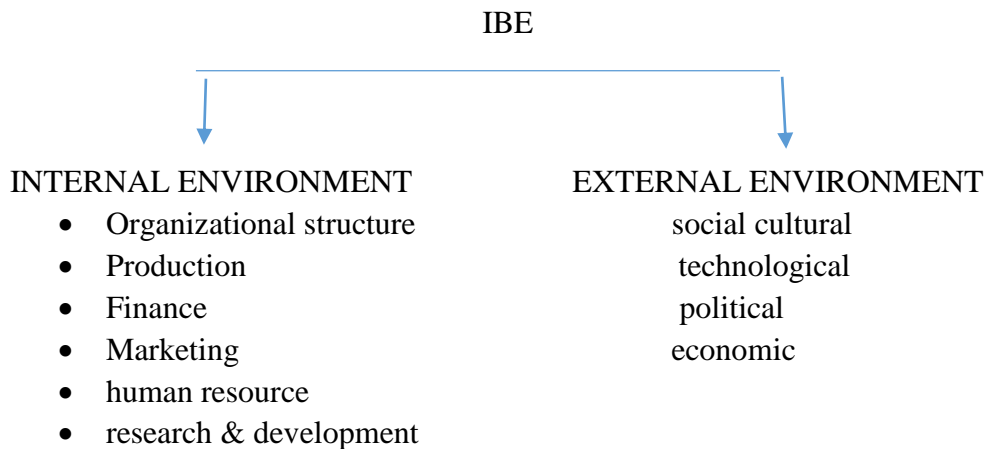 IBE
INTERNAL ENVIRONMENT EXTERNAL ENVIRONMENT
• Organizational structure social cultural
• Production technological
• Finance political
• Marketing economic
• human resource
• research & development